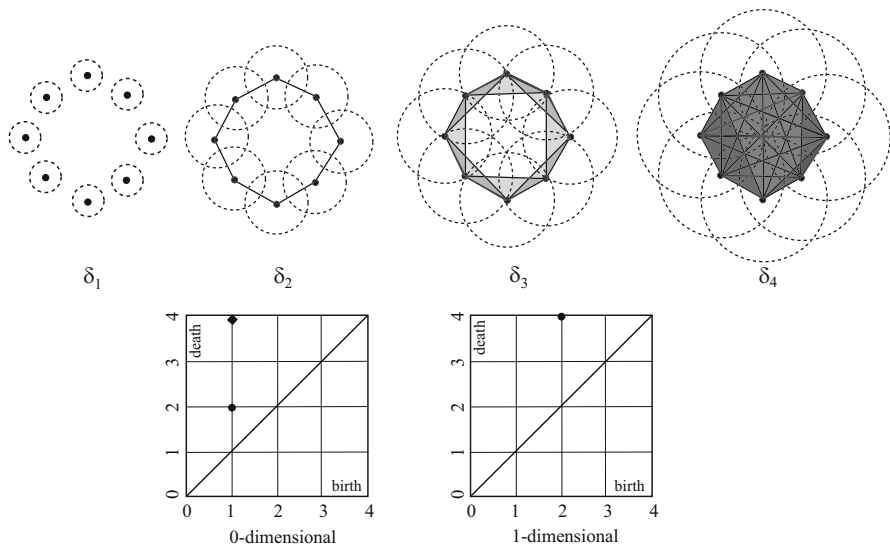 δ1 δ2 δ3 δ4
4 death 3 2 1 0
birth
0 1 2 3 4
0-dimensional
4 death 3 2 1 0
birth
0 1 2 3 4
1-dimensional